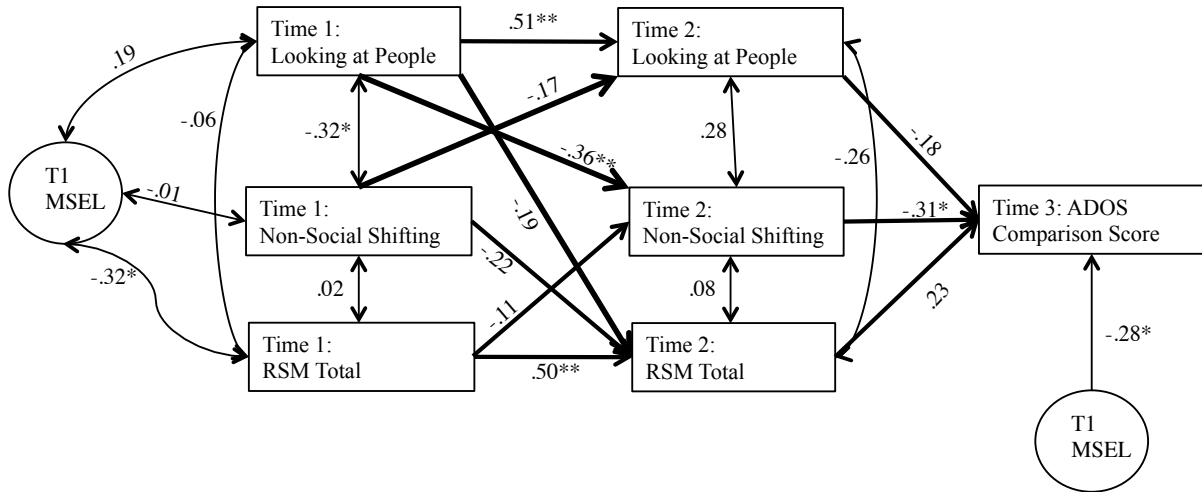 Time 1:
Looking at People
.51**
Time 2:
Looking at People
.19
-.06
-.32*
-.17
-.36**
.28
-.26
-.18
T1
MSEL
-.01
Time 1:
Non-Social Shifting
-.19
Time 2:
Non-Social Shifting
-.31*
Time 3: ADOS
Comparison Score
-.32*
.02
-.22
-.11
.08
.23
Time 1:
RSM Total
.50**
Time 2:
RSM Total
-.28*
T1
MSEL